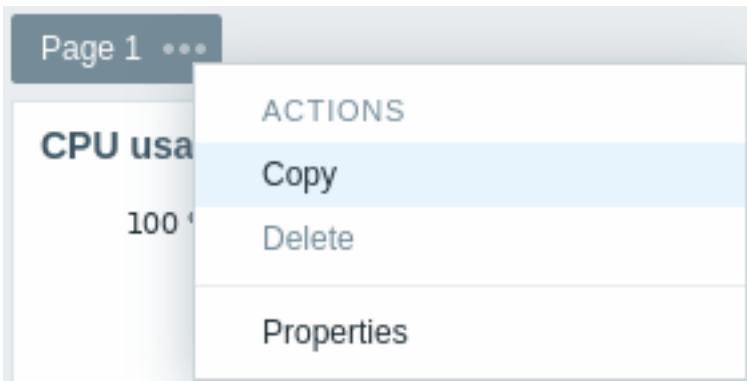 Page 1 •••
ACTIONS
CPU usa
Copy
100
Delete
Properties